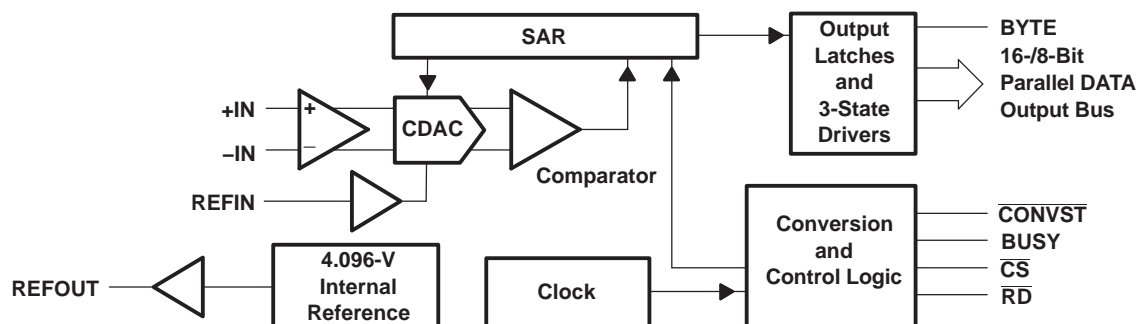 SAR
Output
Latches
and
3-State
Drivers
BYTE
16-/8-Bit
Parallel DATA
Output Bus
+IN
−IN
+
−
CDAC
Comparator
REFIN
Conversion
and
Control Logic
CONVST
BUSY
CS
RD
REFOUT
4.096-V
Internal
Reference
Clock